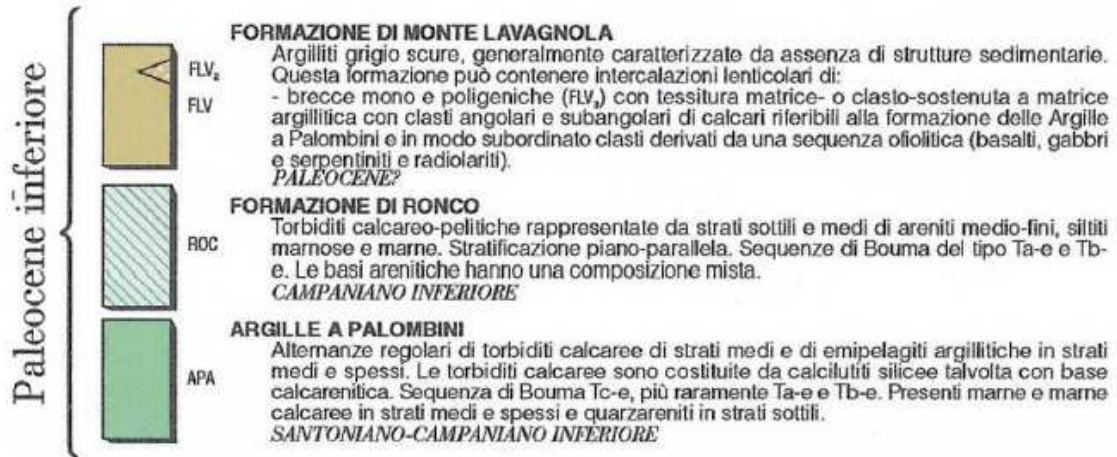 Paleocene inferiore
FORMAZIONE DI MONTE LAVAGNOLA
FLVa
FLV
Argilliti grigio scure, generalmente caratterizzate da assenza di strutture sedimentarie.
Questa formazione può contenere intercalazioni lenticolari di:
- brecce mono e poligeniche (FLVa) con tessitura matrice- o clasto-sostenuta a matrice
argillitica con clasti angolari e subangolari di calcari riferibili alla formazione delle Argille
a Palombini e in modo subordinato clasti derivati da una sequenza ofiolitica (basalti, gabbri
e serpentiniti e radiolariti).
PALEOCENE?
FORMAZIONE DI RONCO
ROC
Torbiditi calcareo-pelitiche rappresentate da strati sottili e medi di areniti medio-fini, siltiti
marnose e marne. Stratificazione piano-parallela. Sequenze di Bouma del tipo Ta-e e Tb-
e. Le basi arenitiche hanno una composizione mista.
CAMPANIANO INFERIORE
ARGILLE A PALOMBINI
APA
Alternanze regolari di torbiditi calcaree di strati medi e di emipelagiti argillitiche in strati
medi e spessi. Le torbiditi calcaree sono costituite da calcilutiti silicee talvolta con base
calcarenitica. Sequenza di Bouma Tc-e, più raramente Ta-e e Tb-e. Presenti marne e marne
calcaree in strati medi e spessi e quarzareniti in strati sottili.
SANTONIANO-CAMPANIANO INFERIORE